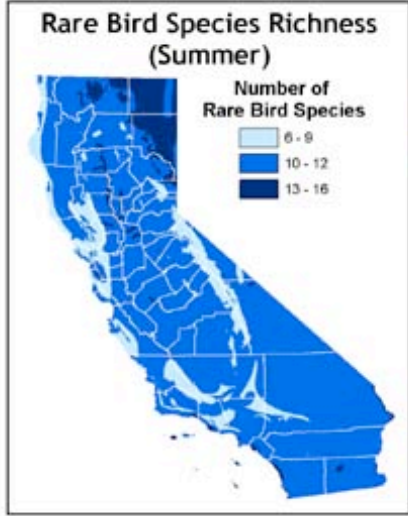 Rare Bird Species Richness
(Summer)
Number of
Rare Bird Species
6 - 9
10 - 12
13 - 16